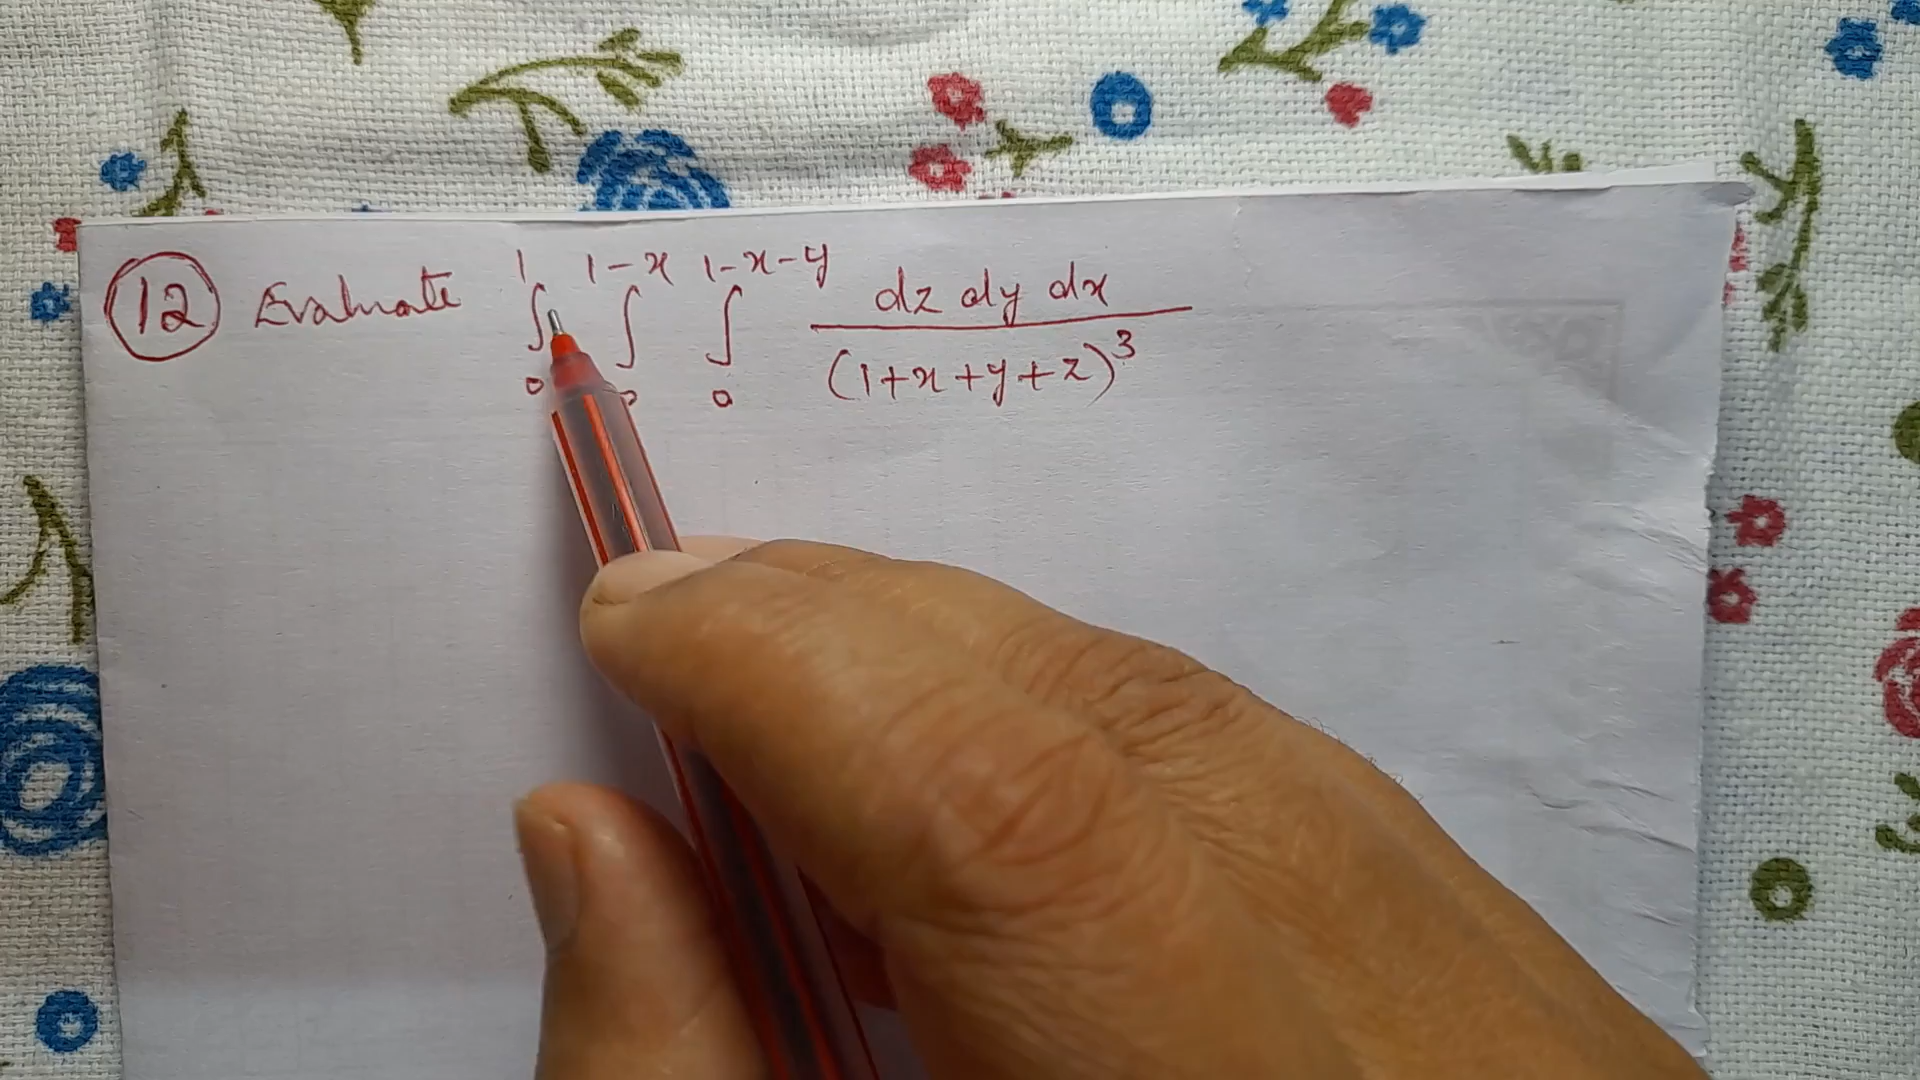 12 Evaluate ∫₀¹ ∫₀^{1-x} ∫₀^{1-x-y} dz dy dx / (1+x+y+z)³